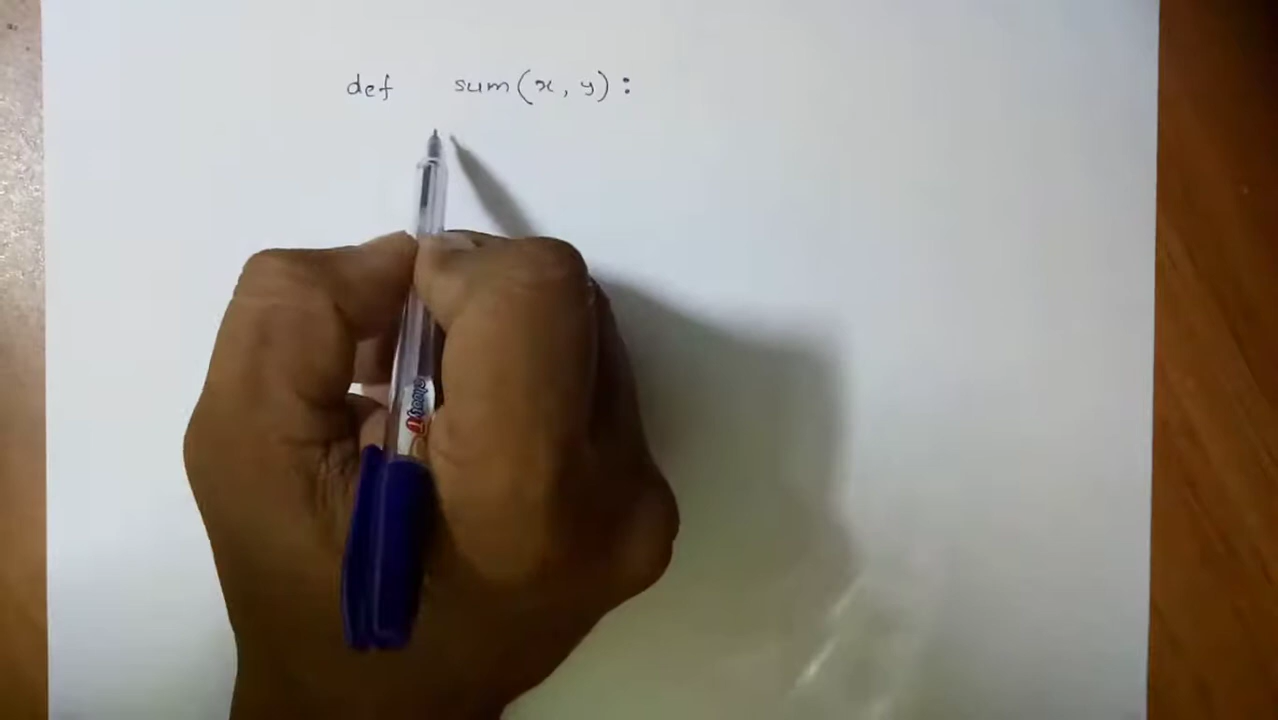 def sum(x, y):